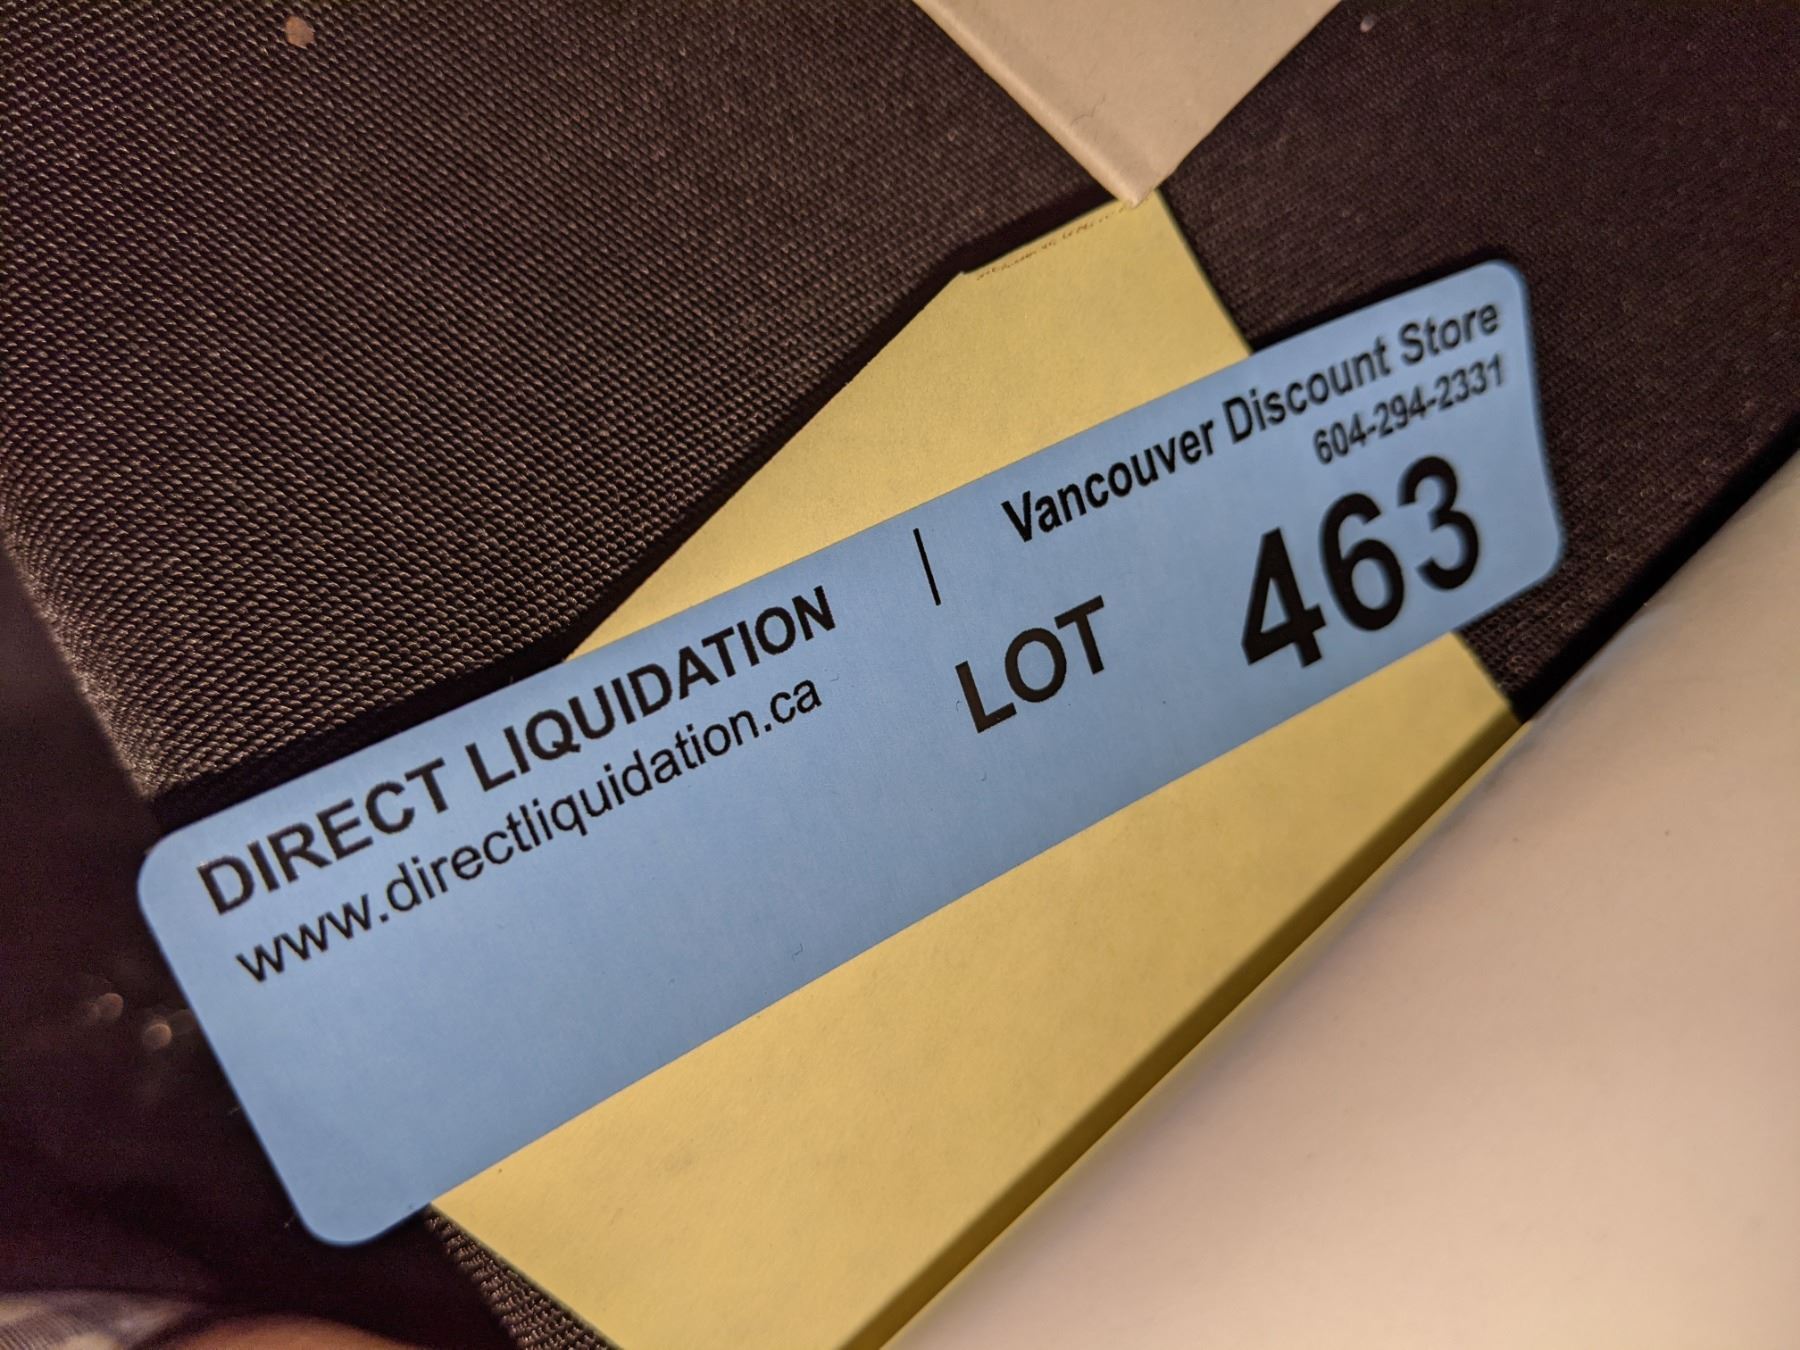 DIRECT LIQUIDATION | Vancouver Discount Store
www.directliquidation.ca 604-294-2331
LOT 463